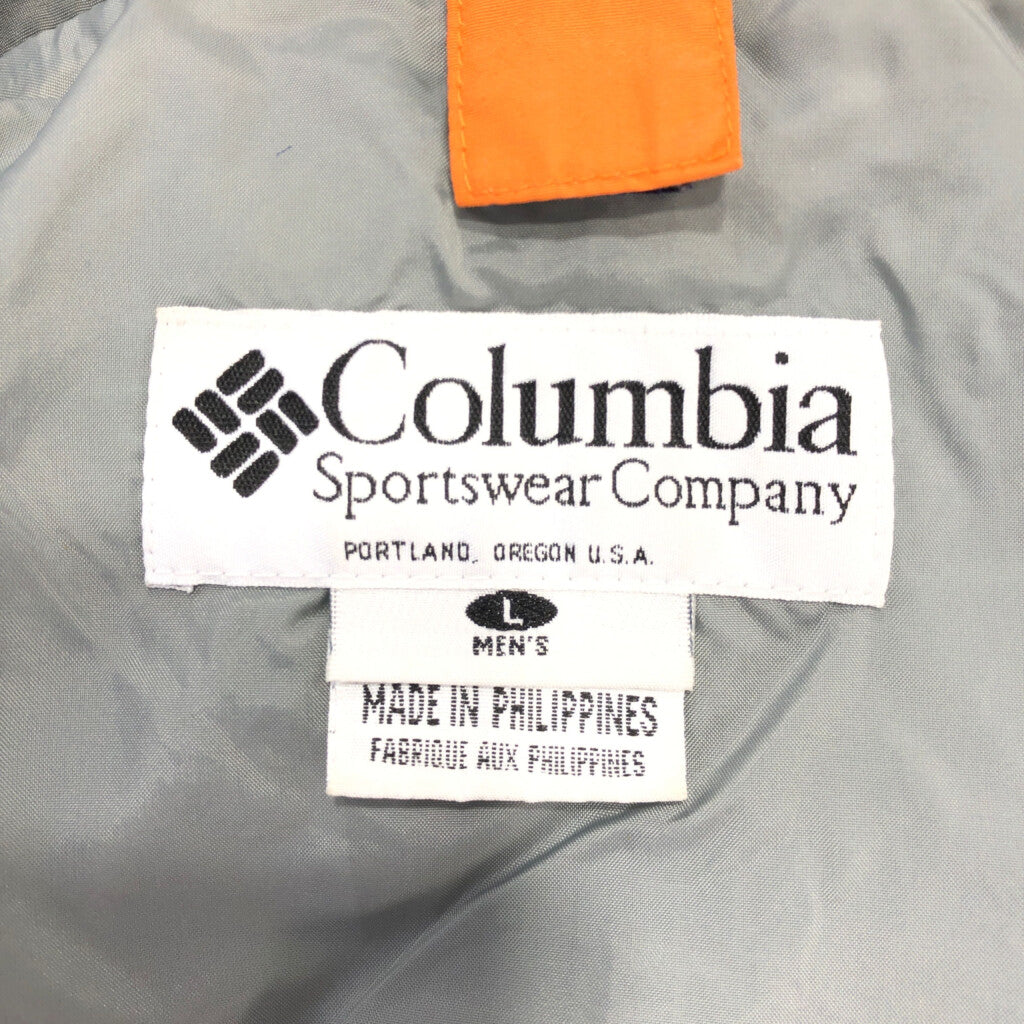 Columbia
Sportswear Company
PORTLAND, OREGON U.S.A.
L
MEN'S
MADE IN PHILIPPINES
FABRIQUE AUX PHILIPPINES